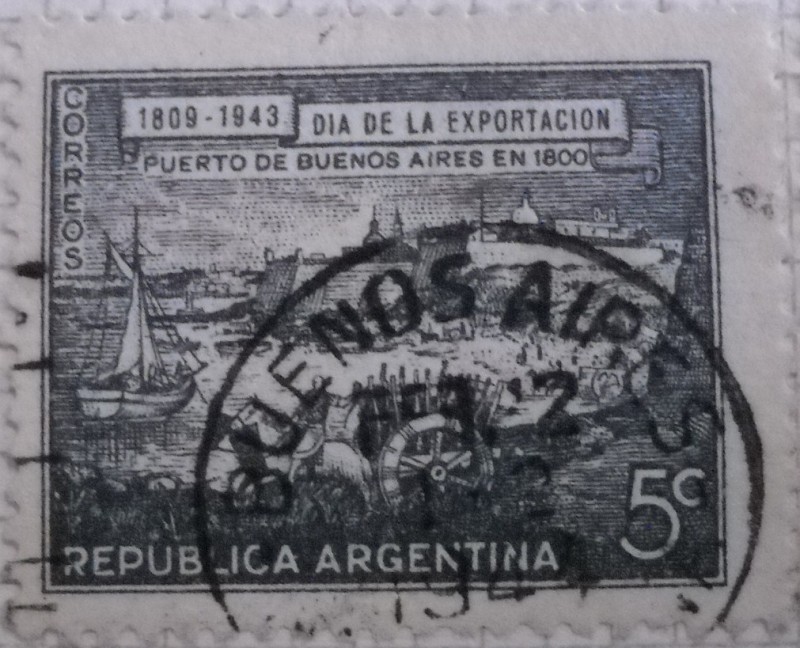 CORREOS
1809-1943 DIA DE LA EXPORTACION
PUERTO DE BUENOS AIRES EN 1800
BUENOS AIRES
5c
REPUBLICA ARGENTINA